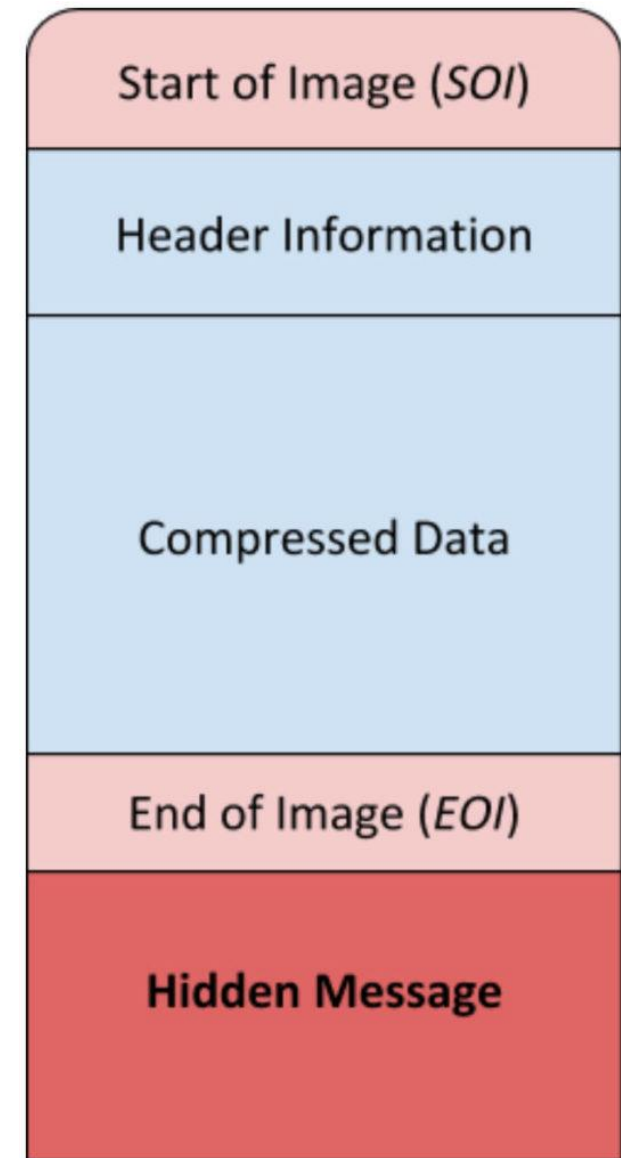 Start of Image (SOI)
Header Information
Compressed Data
End of Image (EOI)
Hidden Message